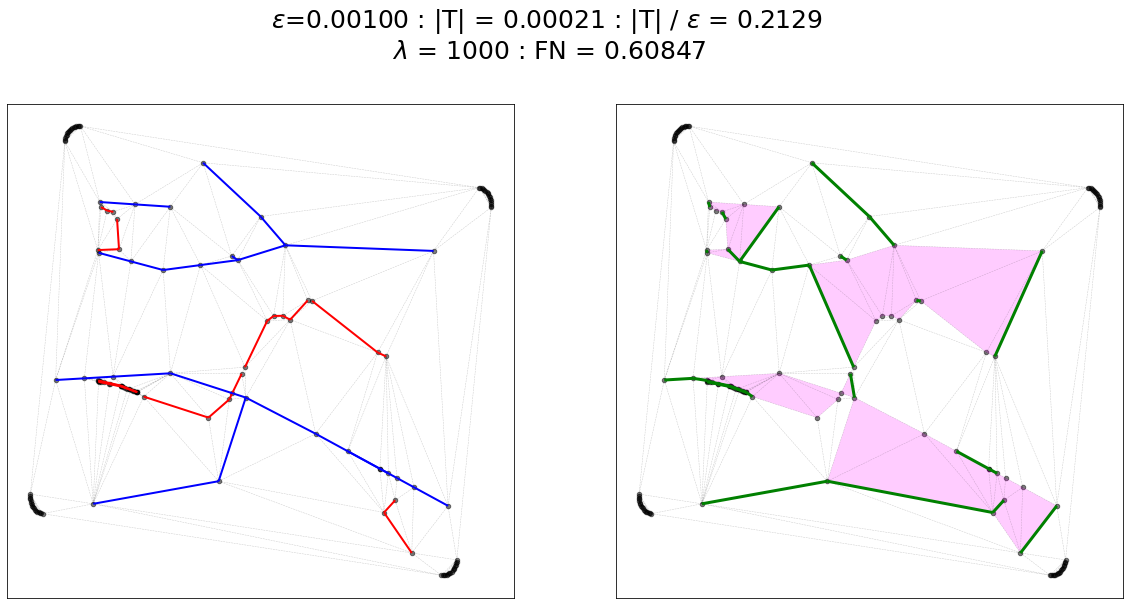 ε=0.00100 : |T| = 0.00021 : |T| / ε = 0.2129
λ = 1000 : FN = 0.60847